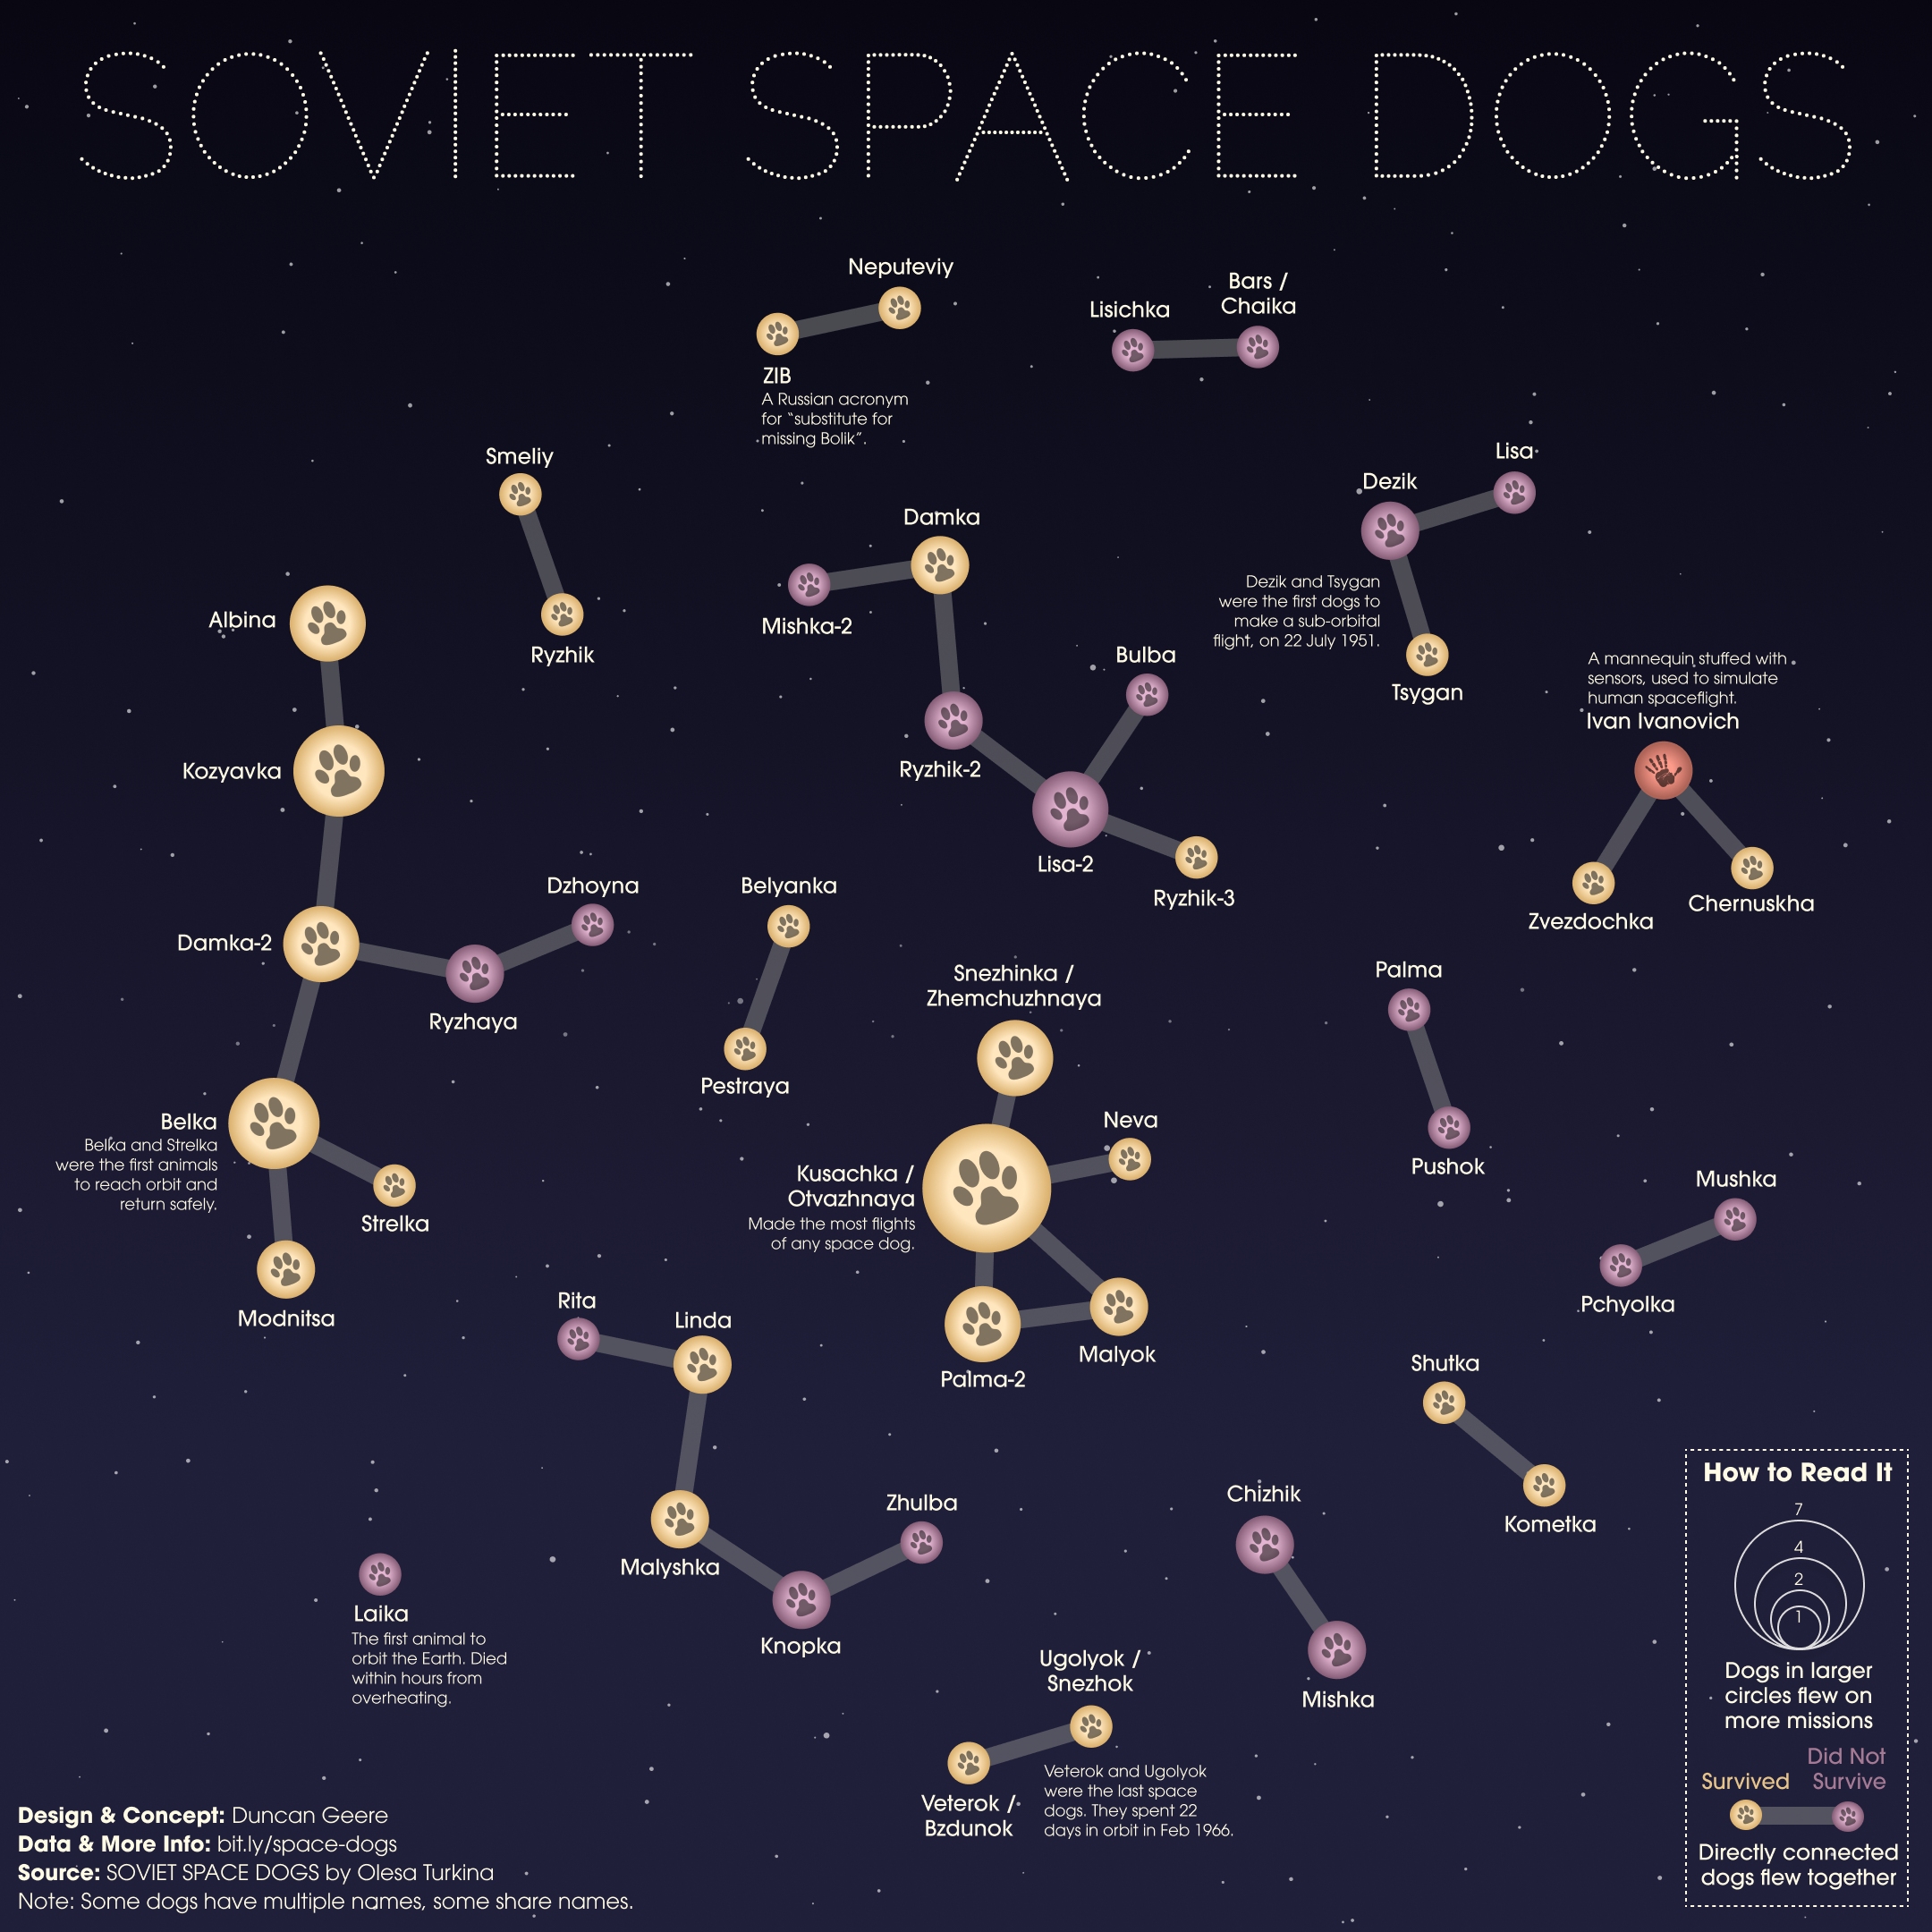 SOVIET SPACE DOGS
Neputeviy
ZIB
A Russian acronym
for “substitute for
missing Bolik”.
Lisichka
Bars /
Chaika
Smeliy
Ryzhik
Damka
Mishka-2
Ryzhik-2
Bulba
Lisa-2
Ryzhik-3
Lisa
Dezik
Dezik and Tsygan
were the first dogs to
make a sub-orbital
flight, on 22 July 1951.
Tsygan
A mannequin stuffed with
sensors, used to simulate
human spaceflight.
Ivan Ivanovich
Zvezdochka
Chernuskha
Albina
Kozyavka
Damka-2
Dzhoyna
Ryzhaya
Belka
Belka and Strelka
were the first animals
to reach orbit and
return safely.
Strelka
Modnitsa
Belyanka
Pestraya
Snezhinka /
Zhemchuzhnaya
Neva
Kusachka /
Otvazhnaya
Made the most flights
of any space dog.
Palma-2
Malyok
Palma
Pushok
Mushka
Pchyolka
Rita
Linda
Malyshka
Zhulba
Knopka
Shutka
Kometka
Chizhik
Mishka
Laika
The first animal to
orbit the Earth. Died
within hours from
overheating.
Ugolyok /
Snezhok
Veterok /
Bzdunok
Veterok and Ugolyok
were the last space
dogs. They spent 22
days in orbit in Feb 1966.
How to Read It
7
4
2
1
Dogs in larger
circles flew on
more missions
Survived
Did Not
Survive
Directly connected
dogs flew together
Design & Concept: Duncan Geere
Data & More Info: bit.ly/space-dogs
Source: SOVIET SPACE DOGS by Olesa Turkina
Note: Some dogs have multiple names, some share names.